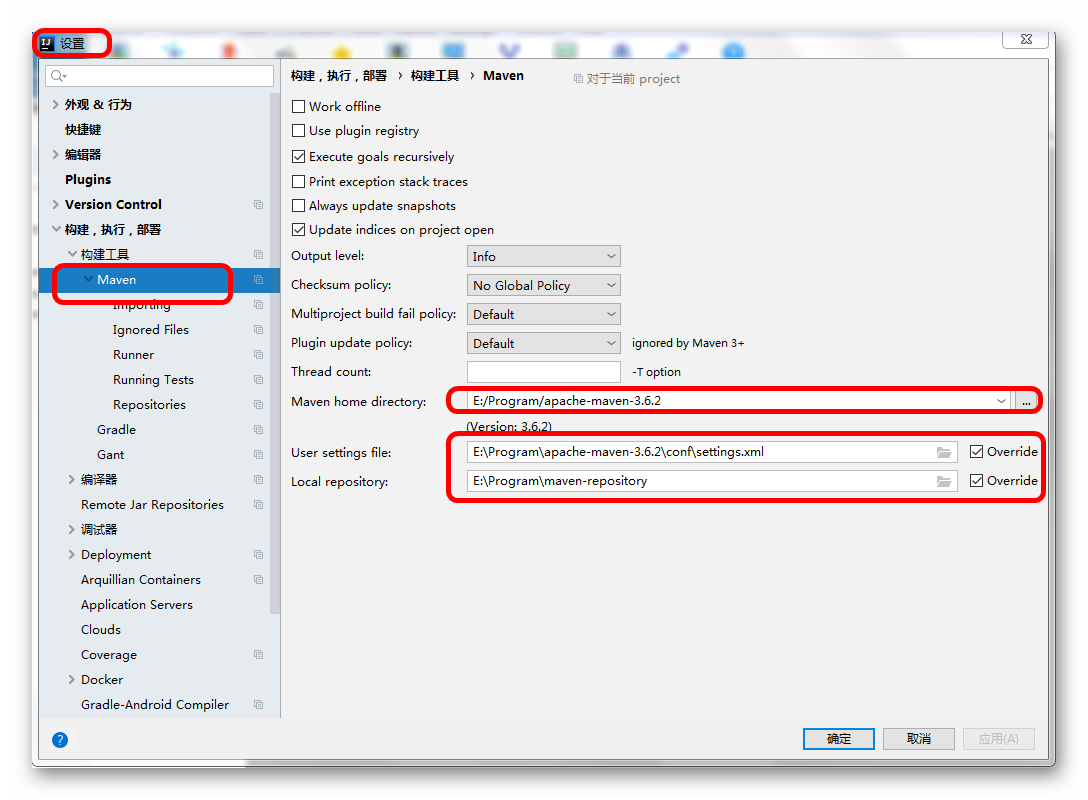 设置
构建，执行，部署 › 构建工具 › Maven 对于当前 project
外观 & 行为
快捷键
编辑器
Plugins
Version Control
构建，执行，部署
构建工具
Maven
Importing
Ignored Files
Runner
Running Tests
Repositories
Gradle
Gant
编译器
Remote Jar Repositories
调试器
Deployment
Arquillian Containers
Application Servers
Clouds
Coverage
Docker
Gradle-Android Compiler
Work offline
Use plugin registry
Execute goals recursively
Print exception stack traces
Always update snapshots
Update indices on project open
Output level: Info
Checksum policy: No Global Policy
Multiproject build fail policy: Default
Plugin update policy: Default ignored by Maven 3+
Thread count: -T option
Maven home directory: E:/Program/apache-maven-3.6.2 ...
(Version: 3.6.2)
User settings file: E:\Program\apache-maven-3.6.2\conf\settings.xml Override
Local repository: E:\Program\maven-repository Override
? 确定 取消 应用(A)